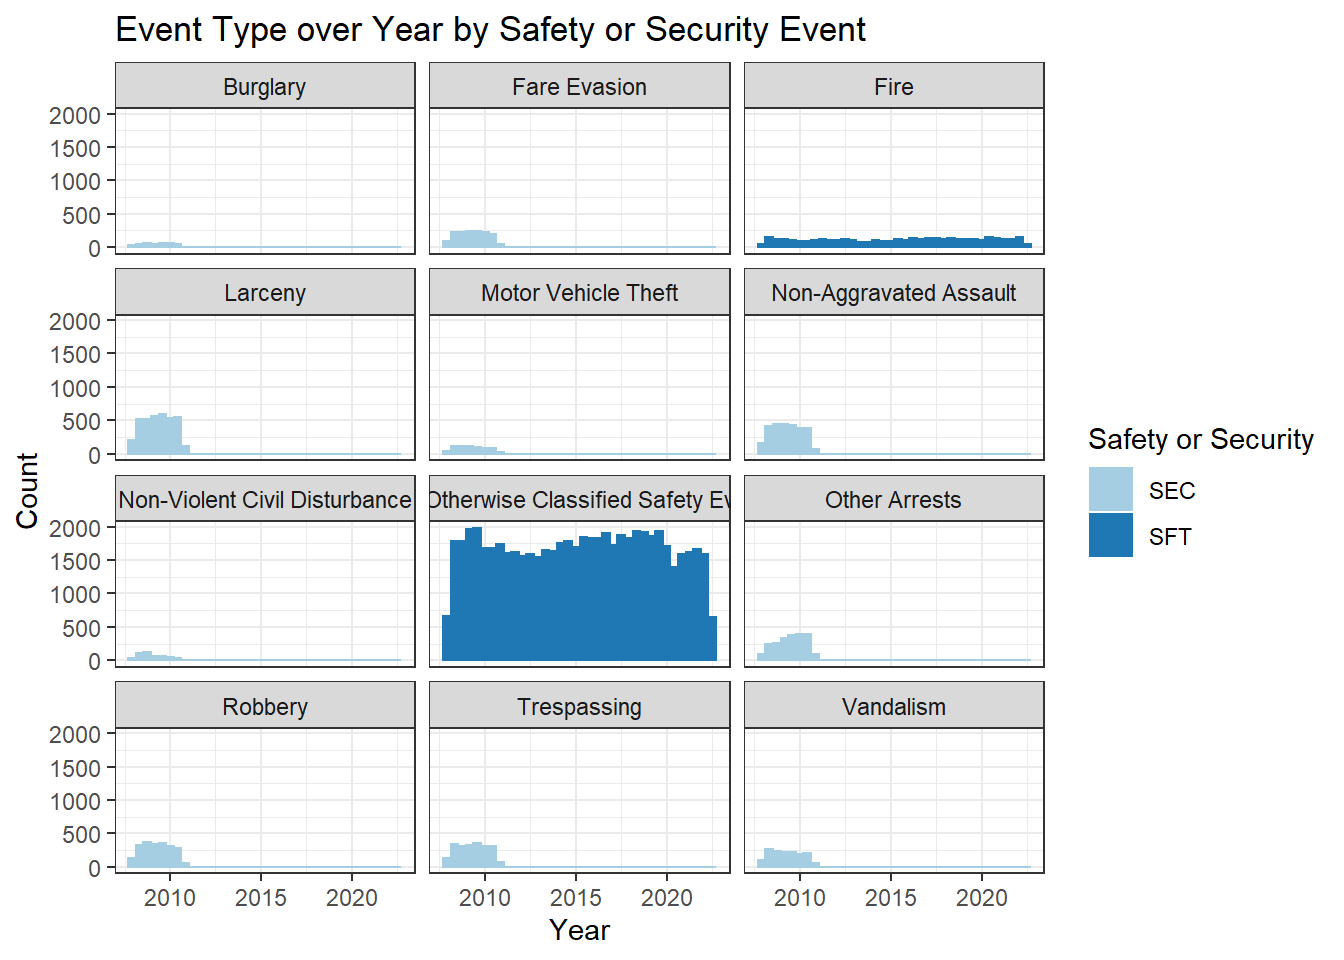 Event Type over Year by Safety or Security Event
Burglary Fare Evasion Fire
2000
1500
1000
500
0
Larceny Motor Vehicle Theft Non-Aggravated Assault
2000
1500
1000
500
0
Non-Violent Civil Disturbance Otherwise Classified Safety Ev Other Arrests
2000
1500
1000
500
0
Robbery Trespassing Vandalism
2000
1500
1000
500
0
2010 2015 2020 2010 2015 2020 2010 2015 2020
Year
Count
Safety or Security
SEC
SFT